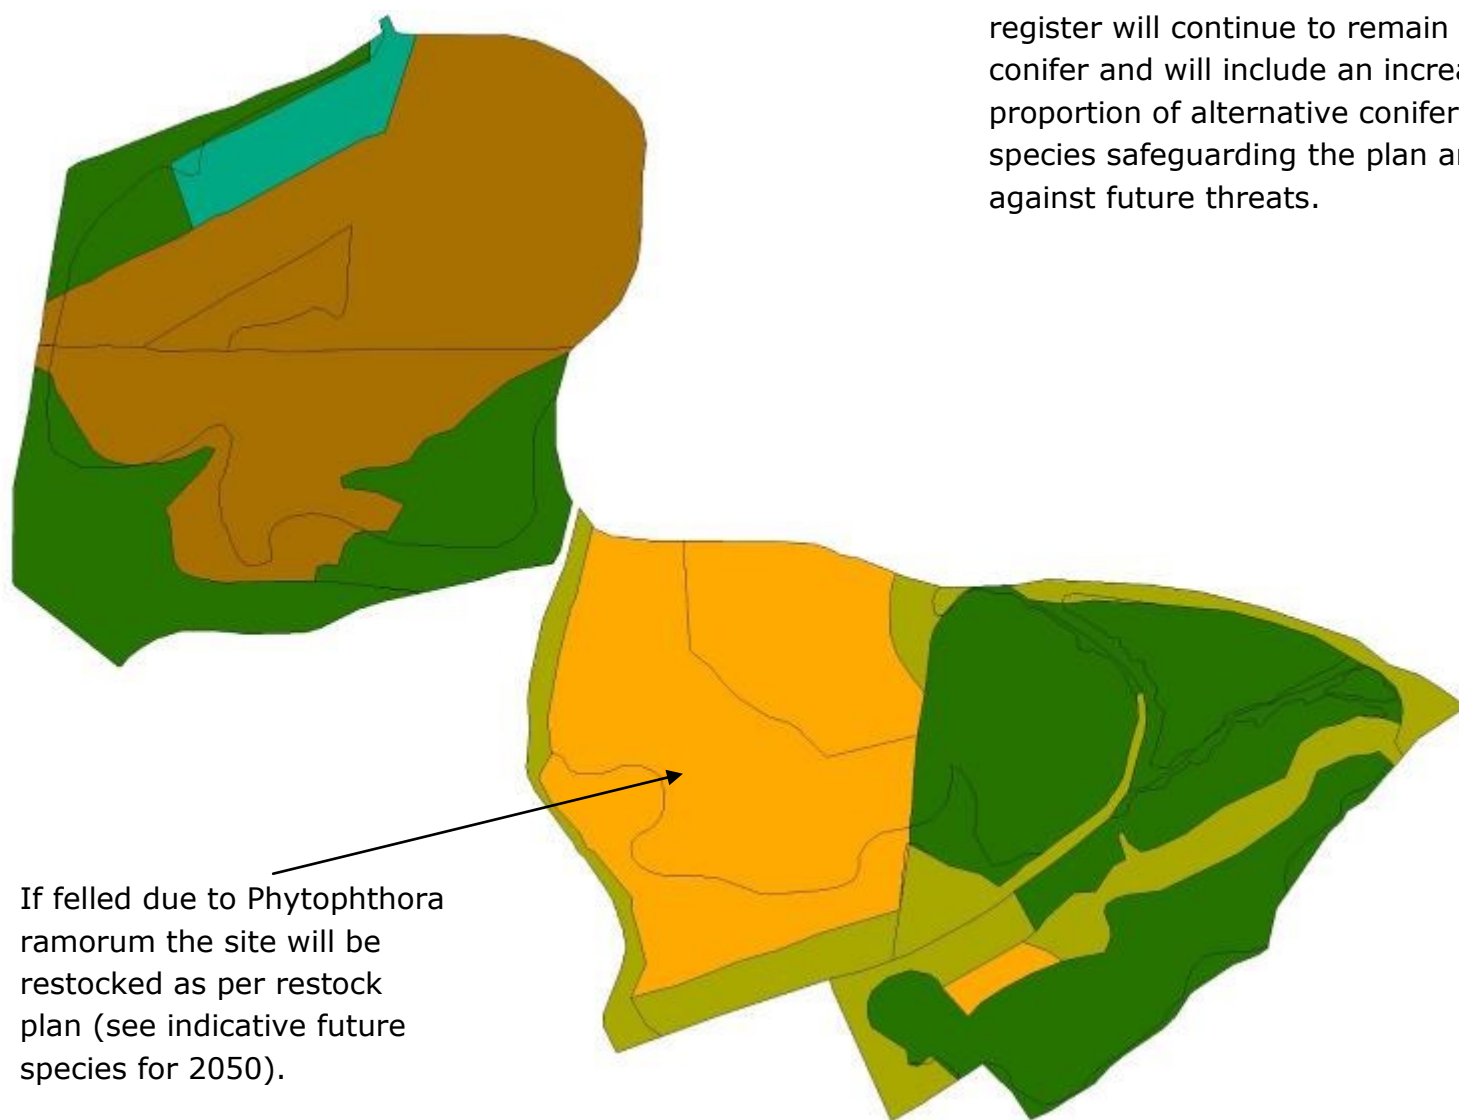 register will continue to remain
conifer and will include an
proportion of alternative conifer
species safeguarding the plan
against future threats.
If felled due to Phytophthora
ramorum the site will be
restocked as per restock
plan (see indicative future
species for 2050).